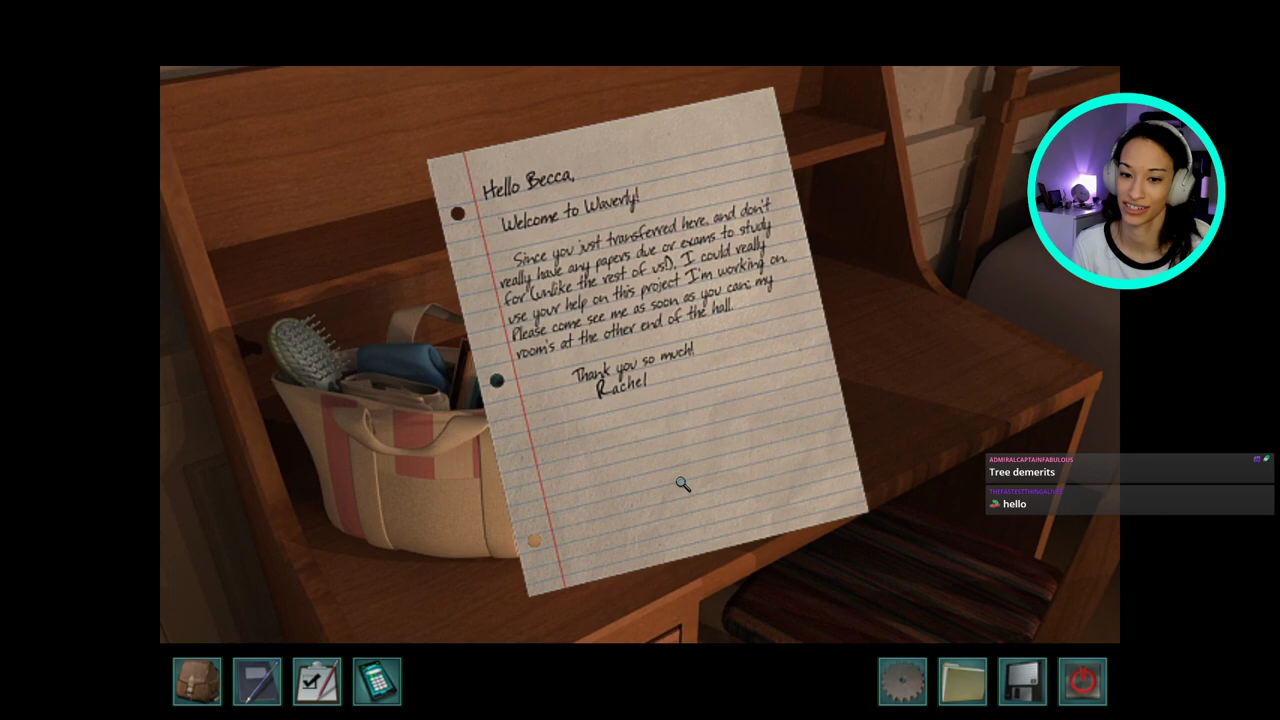 Hello Becca,
Welcome to Waverly!
Since you just transferred here, and don't
really have any papers due or exams to study
for (unlike the rest of us!), I could really
use your help on this project I'm working on.
Please come see me as soon as you can; my
room's at the other end of the hall.
Thank you so much!
Rachel
ADMIRALCAPTAINFABULOUS
Tree demerits
THEFASTESTTHINGALIVE
hello